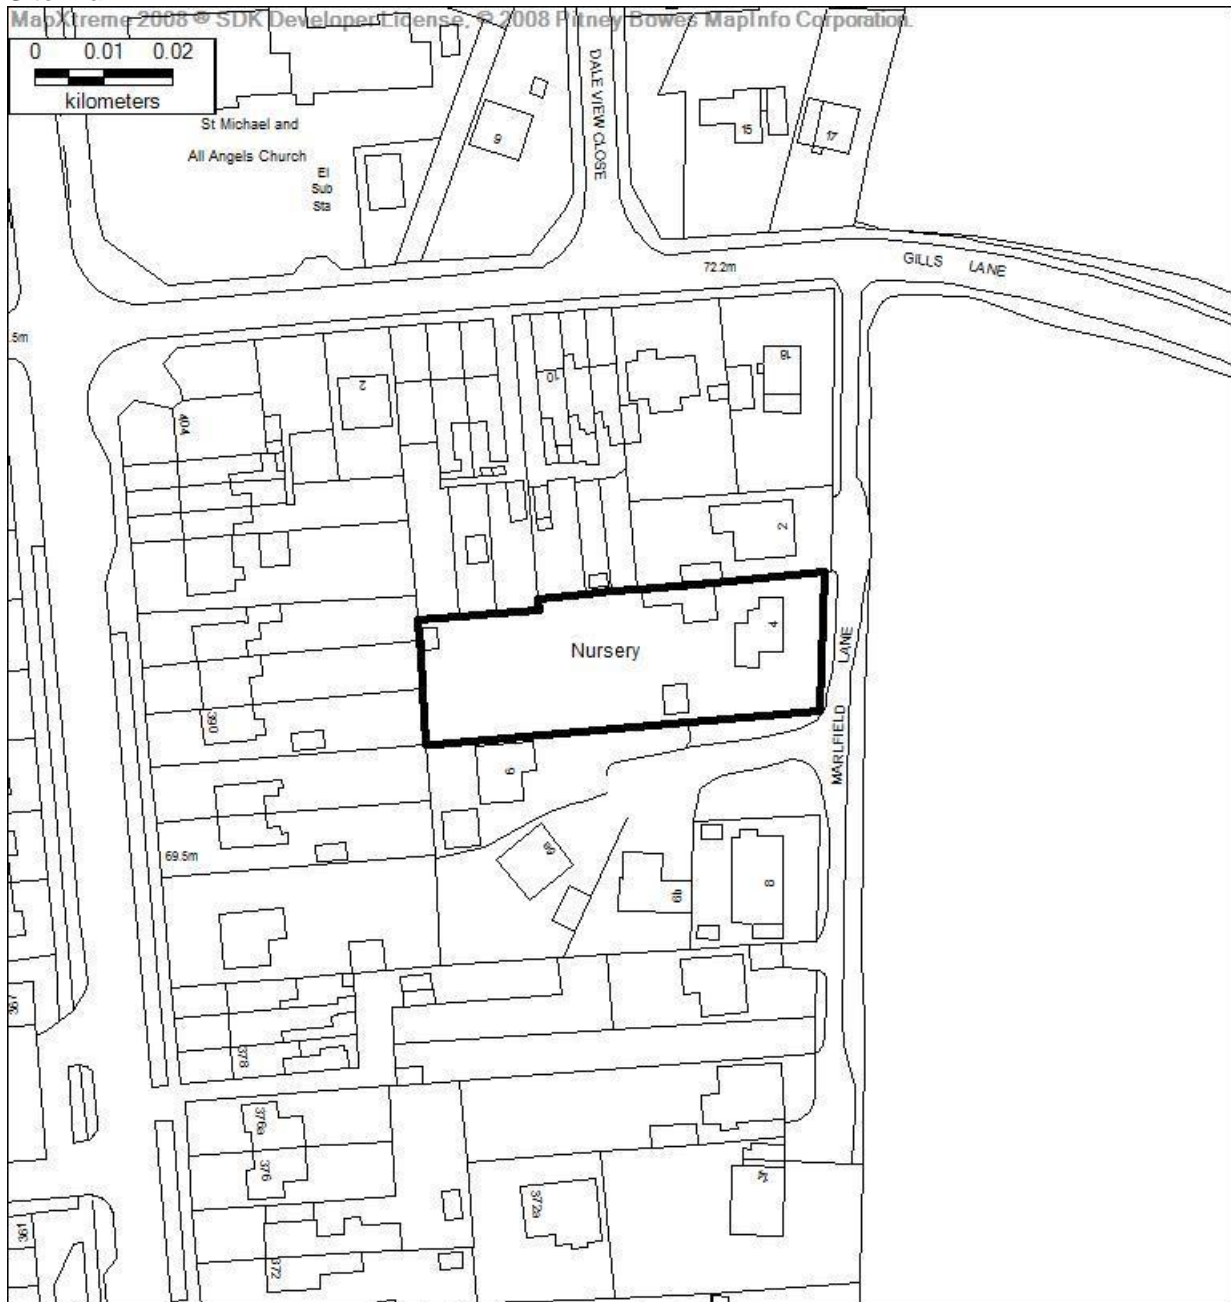 MapXtreme 2008 ® SDK Developer License. © 2008 Pitney Bowes MapInfo Corporation.
0 0.01 0.02
kilometers
St Michael and
All Angels Church
El
Sub
Sta
9
DALE VIEW CLOSE
15
17
72.2m
GILLS LANE
.5m
2
10
18
404
2
4
Nursery
MARLFIELD LANE
390
6
69.5m
6b
8
367
378
376a
376
14
372a
361
372